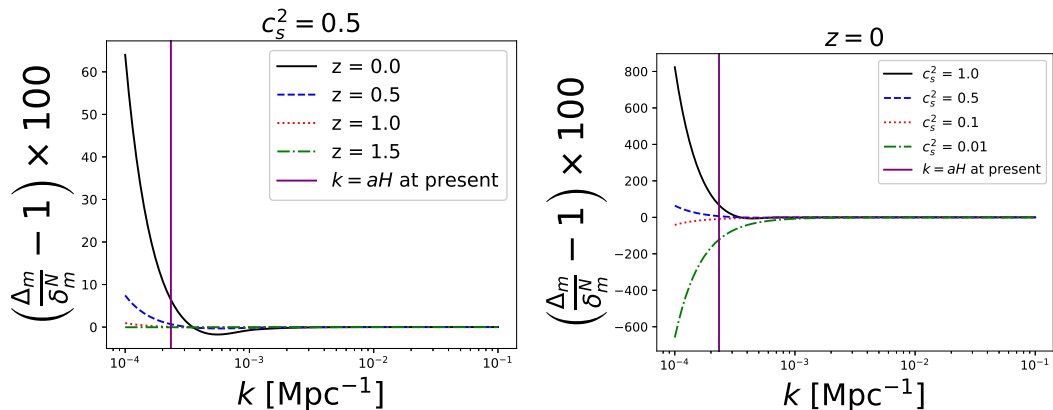 c_s^2 = 0.5
(Δ_m/δ_m^N − 1) × 100
60
50
40
30
20
10
0
z = 0.0
z = 0.5
z = 1.0
z = 1.5
k = aH at present
10^−4
10^−3
10^−2
10^−1
k [Mpc^−1]
z = 0
(Δ_m/δ_m^N − 1) × 100
800
600
400
200
0
−200
−400
−600
c_s^2 = 1.0
c_s^2 = 0.5
c_s^2 = 0.1
c_s^2 = 0.01
k = aH at present
10^−4
10^−3
10^−2
10^−1
k [Mpc^−1]